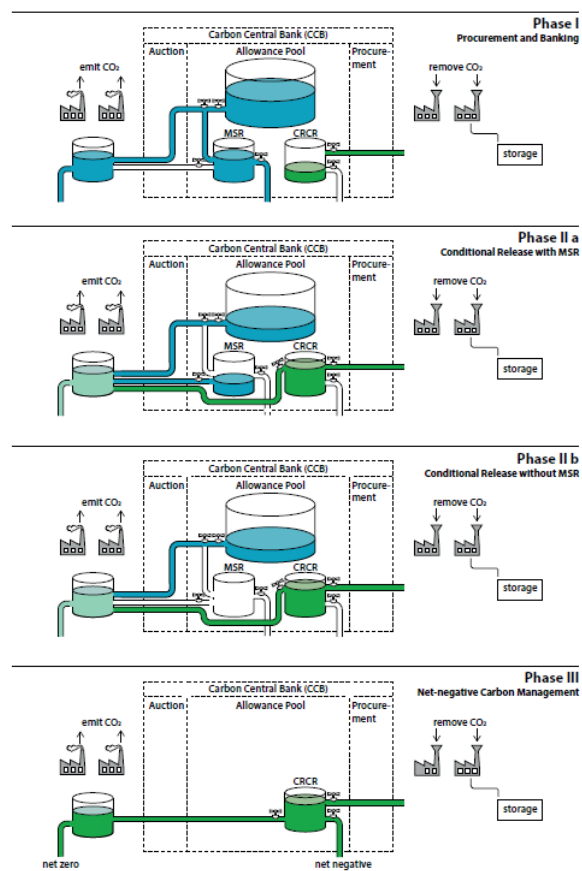 Phase I
Procurement and Banking
Carbon Central Bank (CCB)
Auction
Allowance Pool
Procure-
ment
emit CO₂
remove CO₂
MSR
CRCR
storage
Phase II a
Conditional Release with MSR
Carbon Central Bank (CCB)
Auction
Allowance Pool
Procure-
ment
emit CO₂
remove CO₂
MSR
CRCR
storage
Phase II b
Conditional Release without MSR
Carbon Central Bank (CCB)
Auction
Allowance Pool
Procure-
ment
emit CO₂
remove CO₂
MSR
CRCR
storage
Phase III
Net-negative Carbon Management
Carbon Central Bank (CCB)
Auction
Allowance Pool
Procure-
ment
emit CO₂
remove CO₂
CRCR
storage
net zero
net negative